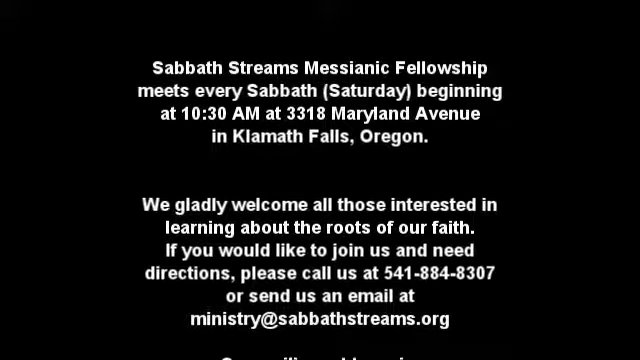 Sabbath Streams Messianic Fellowship
meets every Sabbath (Saturday) beginning
at 10:30 AM at 3318 Maryland Avenue
in Klamath Falls, Oregon.
We gladly welcome all those interested in
learning about the roots of our faith.
If you would like to join us and need
directions, please call us at 541-884-8307
or send us an email at
ministry@sabbathstreams.org